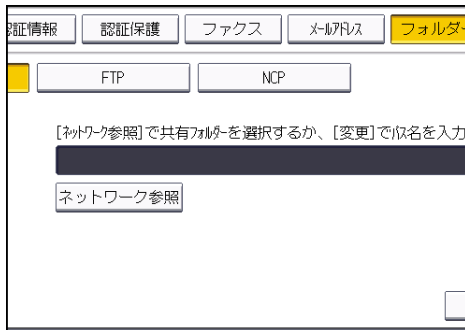 認証情報 認証保護 ファクス メールアドレス フォルダー
FTP NCP
[ネットワーク参照]で共有フォルダーを選択するか、[変更]でパス名を入力
ネットワーク参照